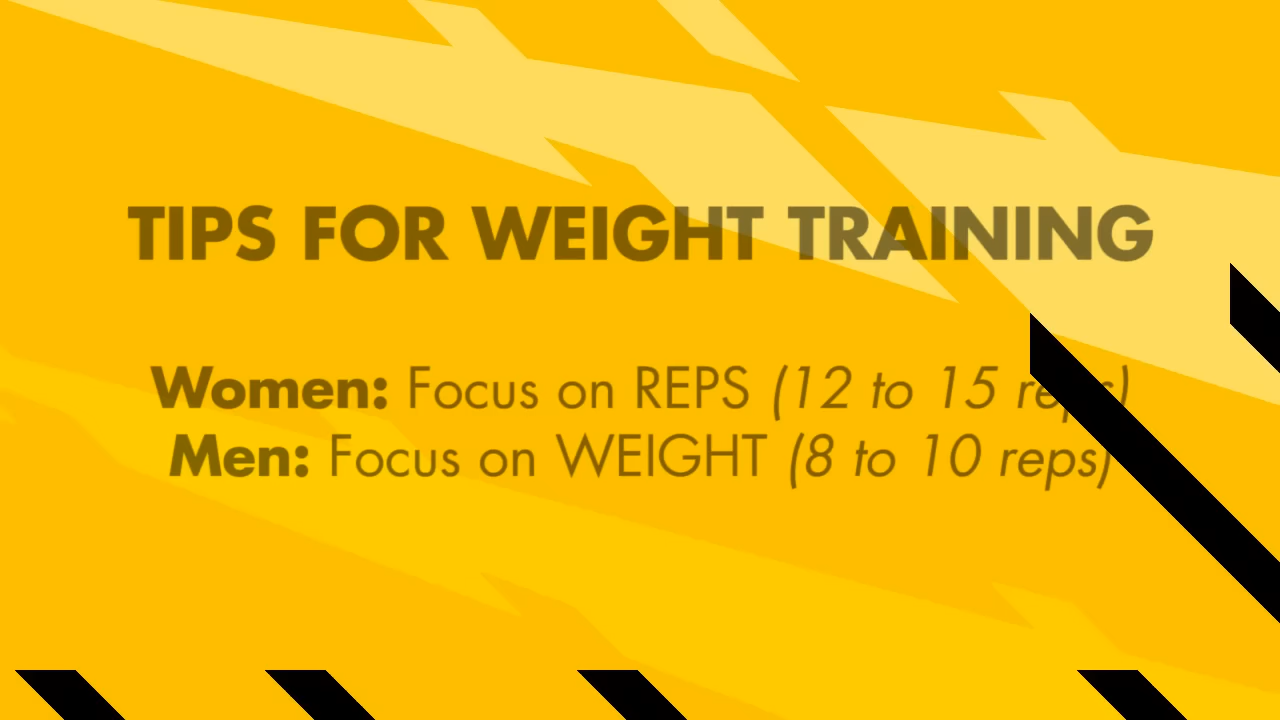 TIPS FOR WEIGHT TRAINING
Women: Focus on REPS (12 to 15 reps)
Men: Focus on WEIGHT (8 to 10 reps)